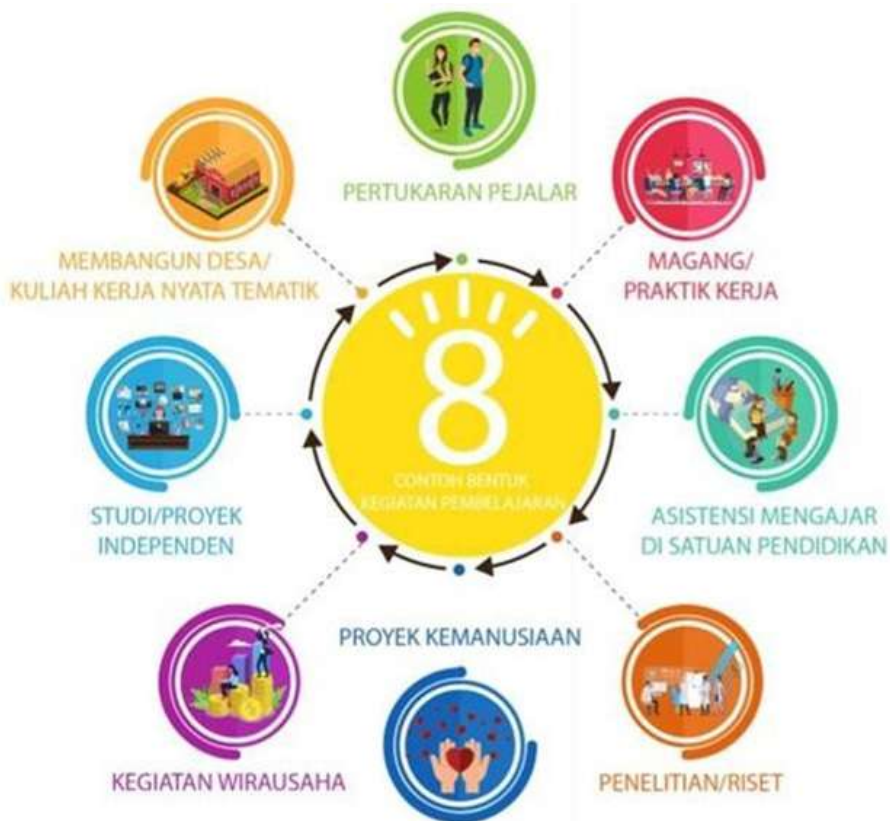 PERTUKARAN PEJALAR
MAGANG/
PRAKTIK KERJA
ASISTENSI MENGAJAR
DI SATUAN PENDIDIKAN
PENELITIAN/RISET
PROYEK KEMANUSIAAN
KEGIATAN WIRAUSAHA
STUDI/PROYEK
INDEPENDEN
MEMBANGUN DESA/
KULIAH KERJA NYATA TEMATIK
8
CONTOH BENTUK
KEGIATAN PEMBELAJARAN